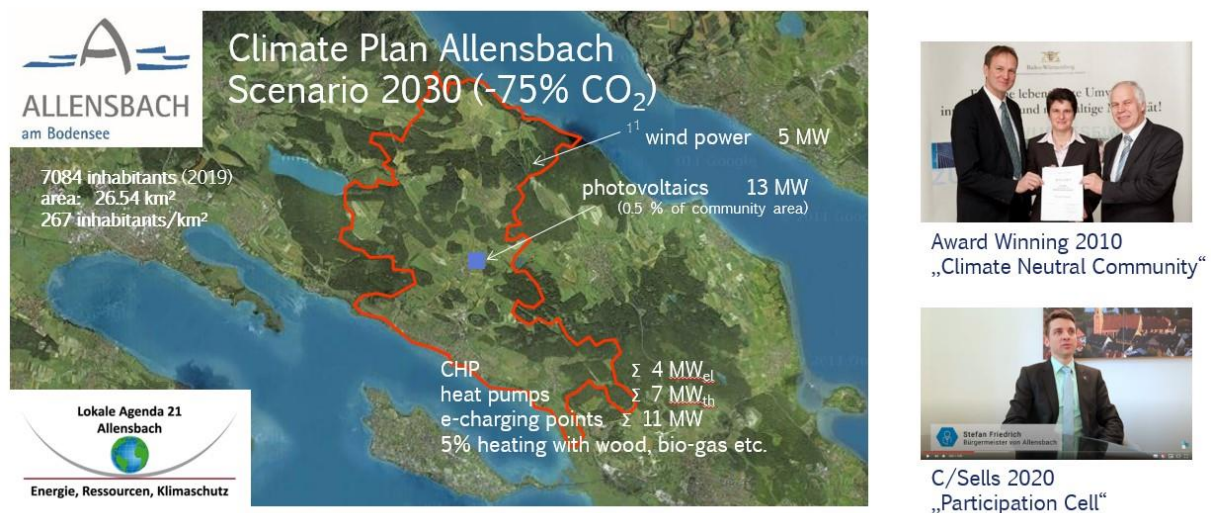 ALLENSBACH
am Bodensee
Climate Plan Allensbach
Scenario 2030 (-75% CO₂)
7084 inhabitants (2019)
area: 26.54 km²
267 inhabitants/km²
wind power 5 MW
photovoltaics 13 MW
(0.5 % of community area)
CHP Σ 4 MWel
heat pumps Σ 7 MWth
e-charging points Σ 11 MW
5% heating with wood, bio-gas etc.
Lokale Agenda 21
Allensbach
Energie, Ressourcen, Klimaschutz
Baden-Württemberg
Award Winning 2010
„Climate Neutral Community“
Stefan Friedrich
Bürgermeister von Allensbach
C/Sells 2020
„Participation Cell“